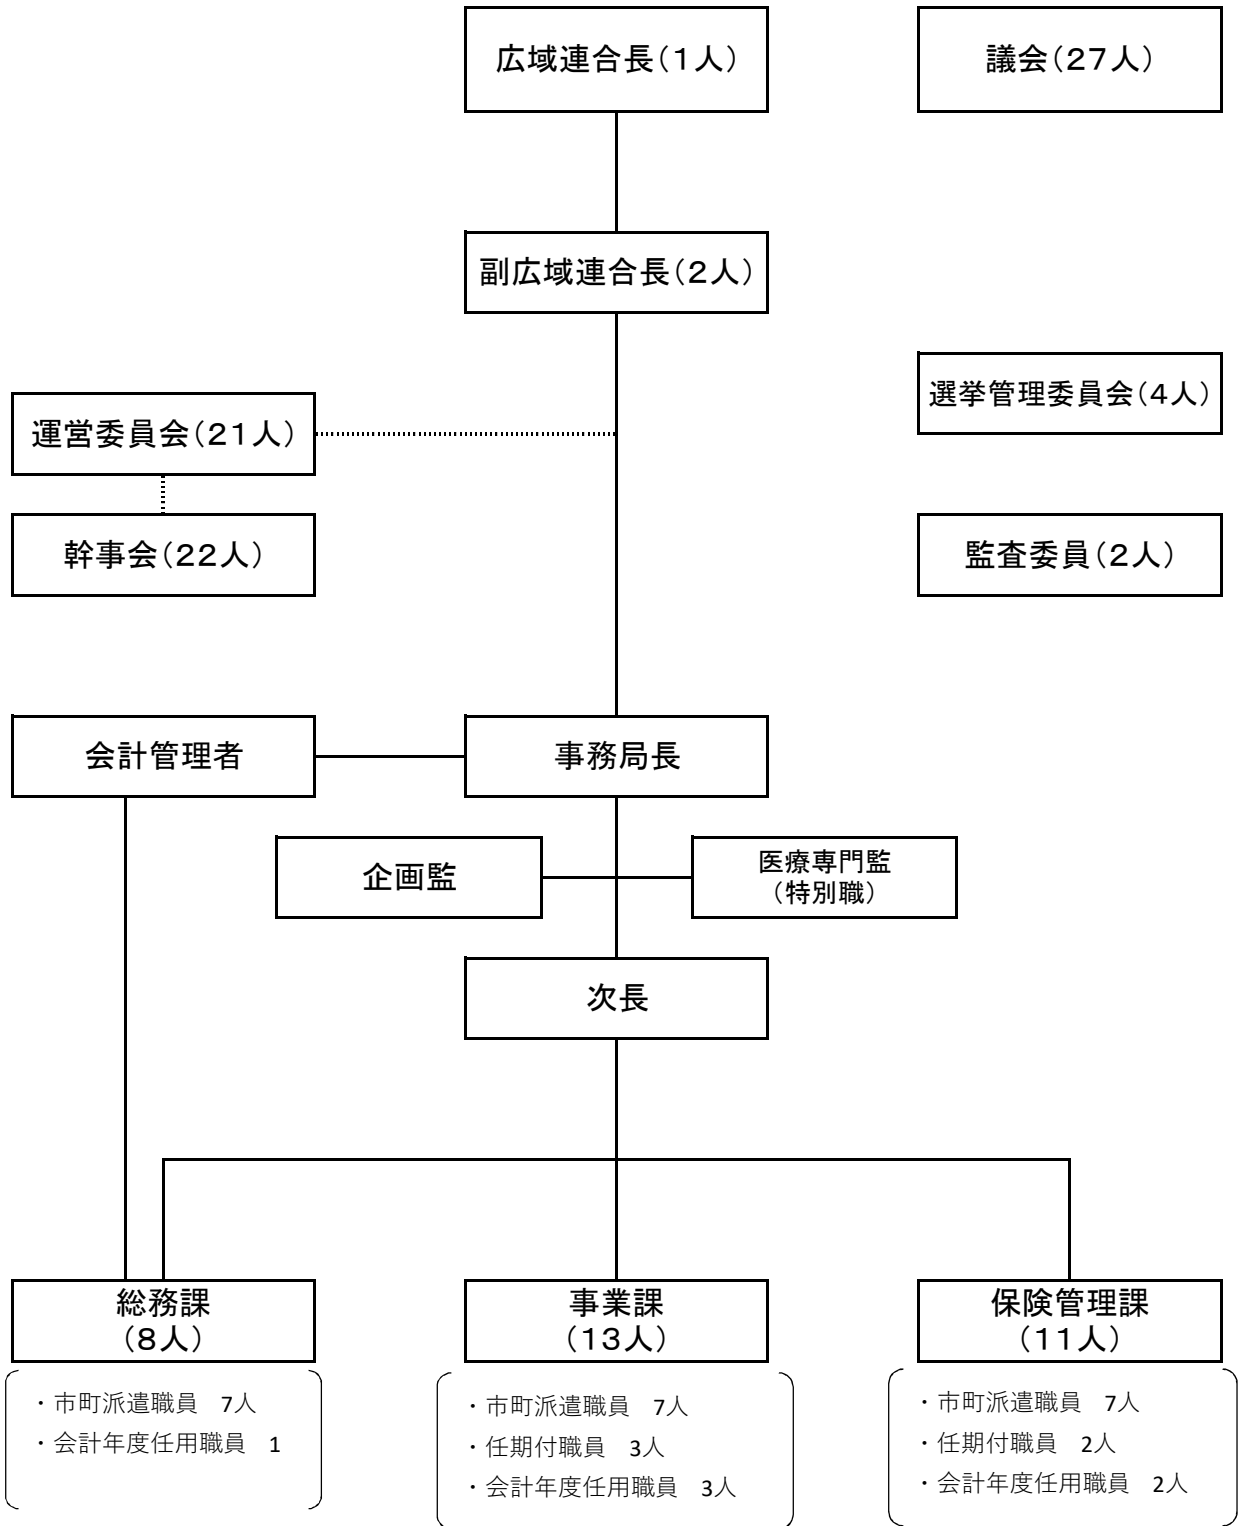 広域連合長（１人）
議会（２７人）
副広域連合長（２人）
選挙管理委員会（４人）
運営委員会（２１人）
幹事会（２２人）
監査委員（２人）
会計管理者
事務局長
企画監
医療専門監
（特別職）
次長
総務課
（８人）
事業課
（１３人）
保険管理課
（１１人）
・市町派遣職員　7人
・会計年度任用職員　1
・市町派遣職員　7人
・任期付職員　3人
・会計年度任用職員　3人
・市町派遣職員　7人
・任期付職員　2人
・会計年度任用職員　2人